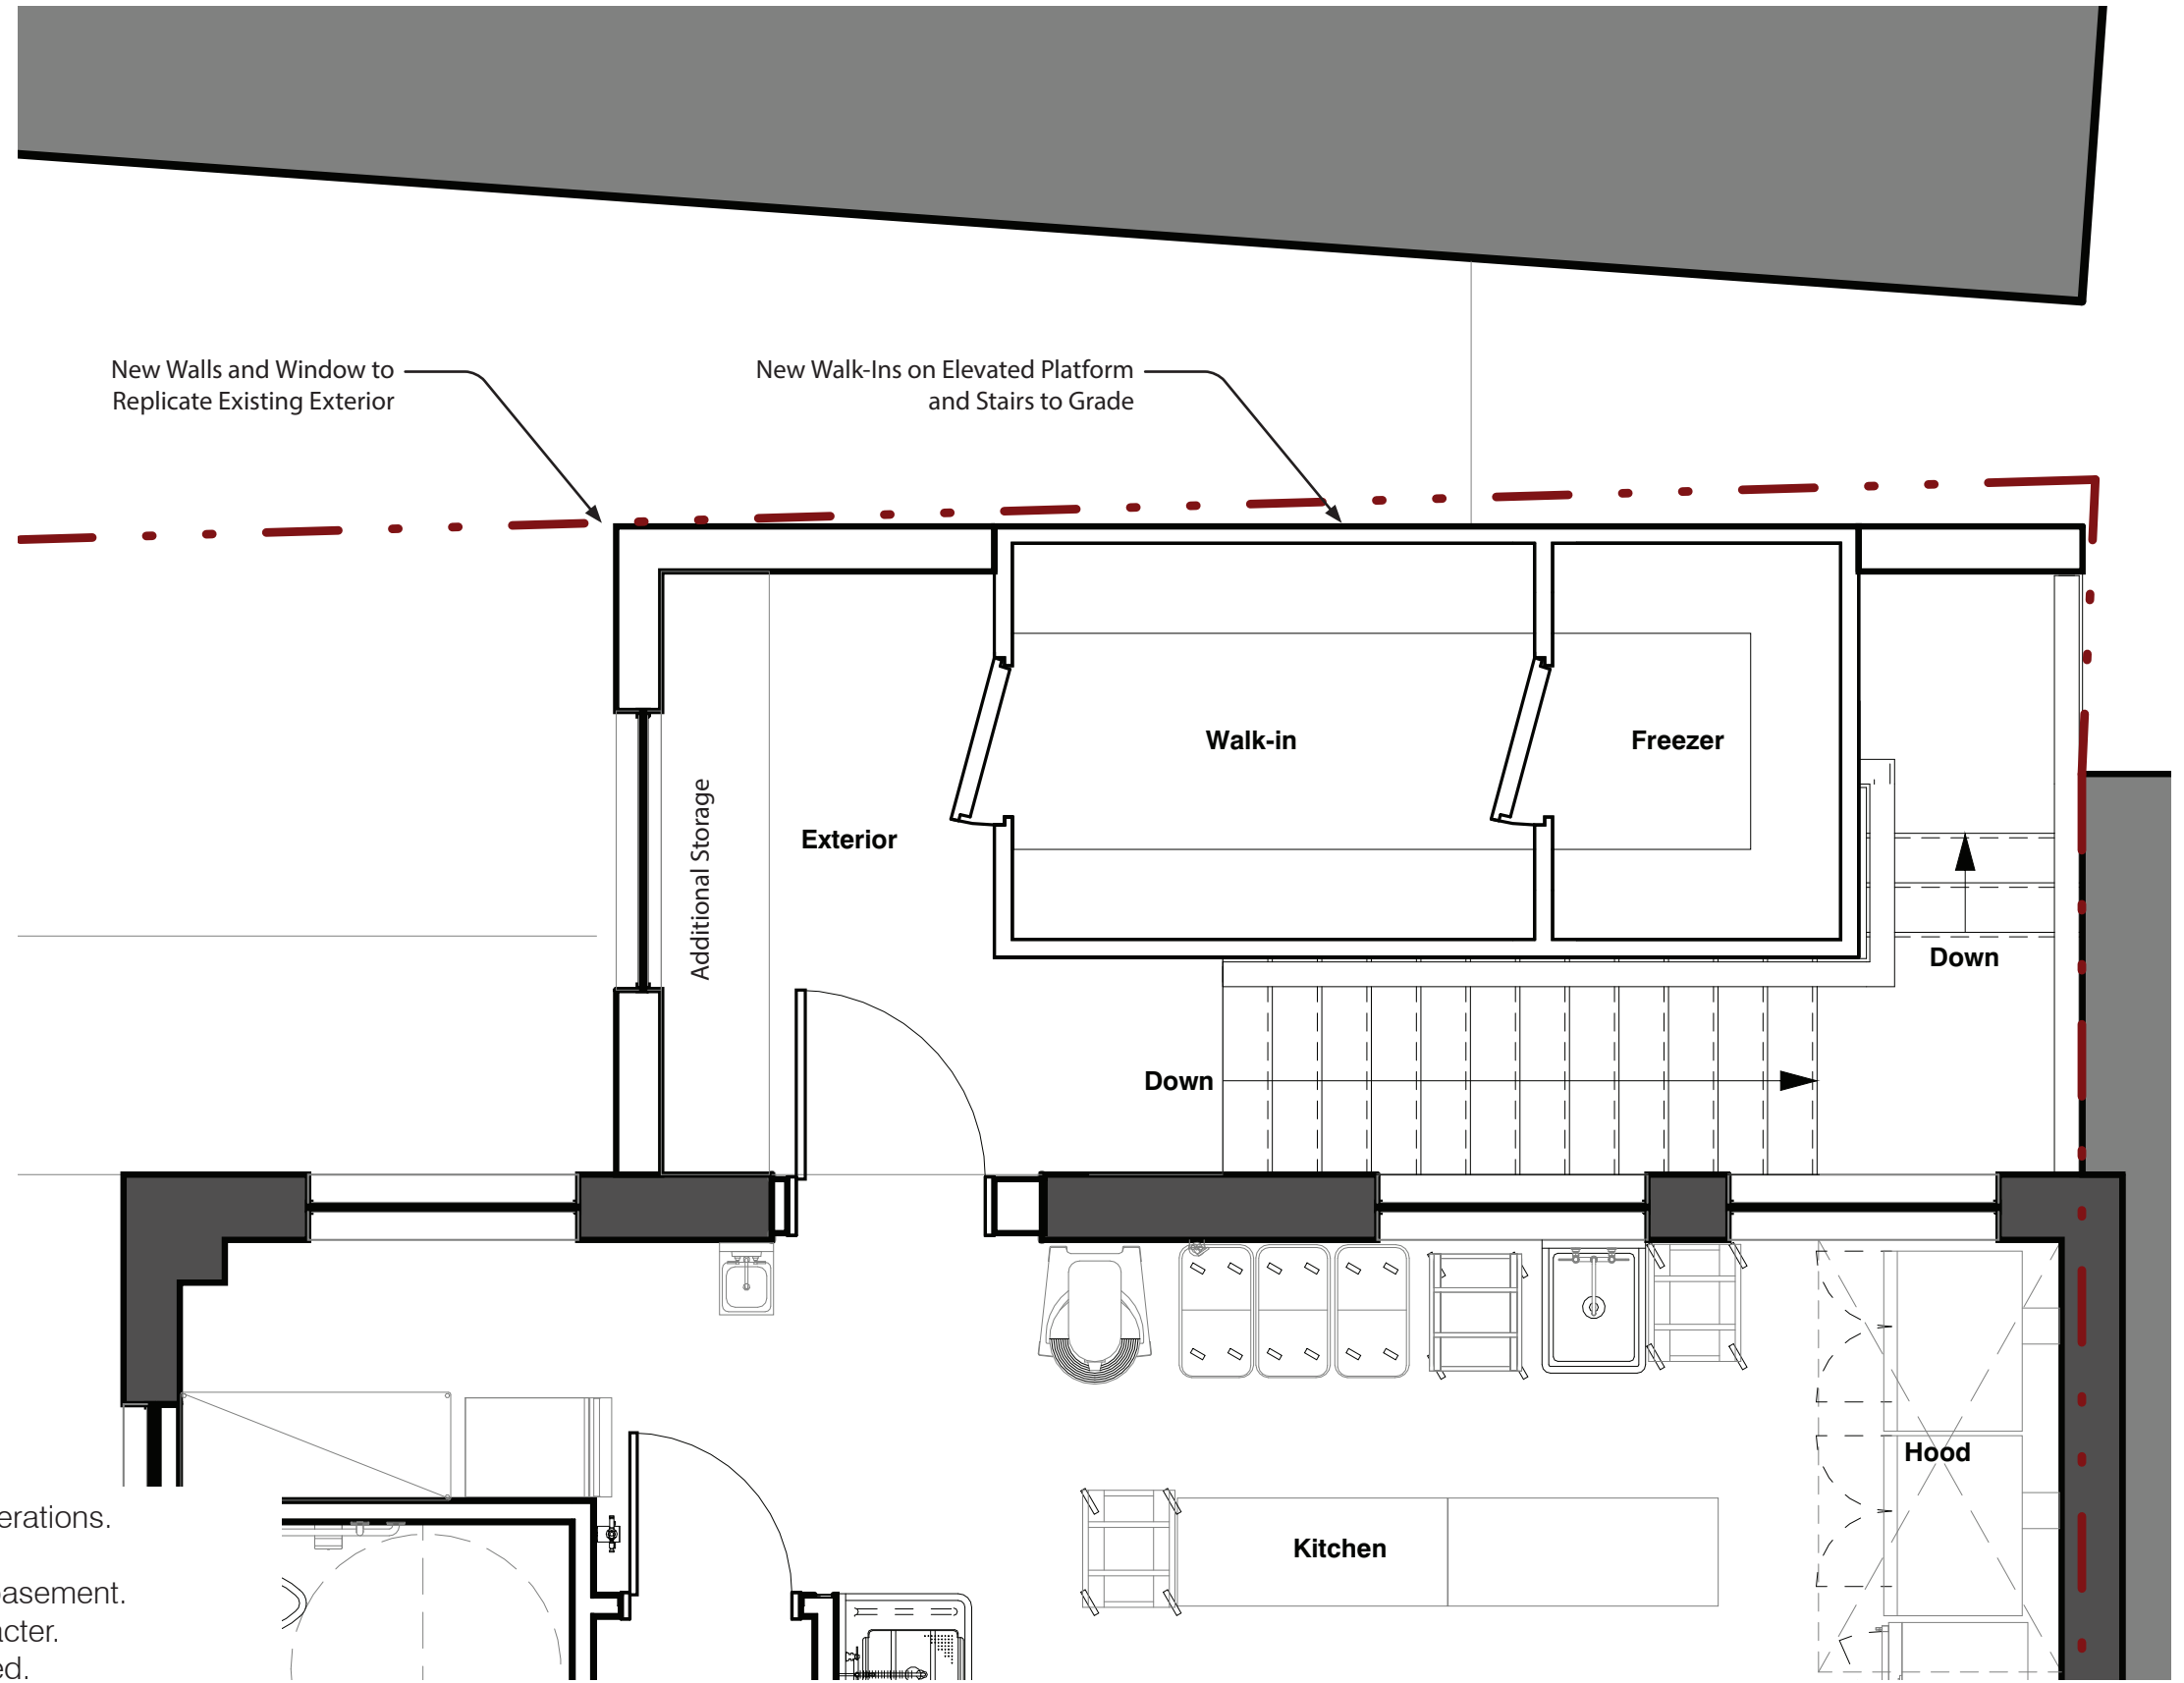 New Walls and Window to
Replicate Existing Exterior
New Walk-Ins on Elevated Platform
and Stairs to Grade
Walk-in
Freezer
Additional Storage
Exterior
Down
Down
Hood
Kitchen
erations.
asement.
acter.
ed.